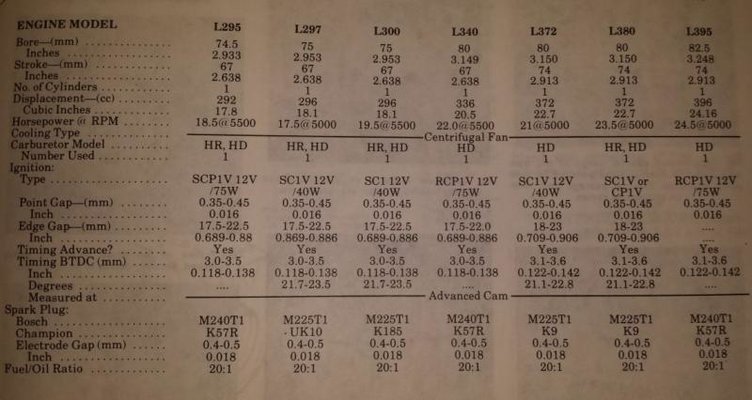 ENGINE MODEL L295 L297 L300 L340 L372 L380 L395
Bore—(mm) 74.5 75 75 80 80 80 82.5
Inches 2.933 2.953 2.953 3.149 3.150 3.150 3.248
Stroke—(mm) 67 67 67 67 74 74 74
Inches 2.638 2.638 2.638 2.638 2.913 2.913 2.913
No. of Cylinders 1 1 1 1 1 1 1
Displacement—(cc) 292 296 296 336 372 372 396
Cubic Inches 17.8 18.1 18.1 20.5 22.7 22.7 24.16
Horsepower @ RPM 18.5@5500 17.5@5000 19.5@5500 22.0@5500 21@5000 23.5@5000 24.5@5000
Cooling Type Centrifugal Fan
Carburetor Model HR, HD HR, HD HR, HD HD HD HR, HD HD
Number Used 1 1 1 1 1 1 1
Ignition:
Type SCP1V 12V SC1V 12V SC1 12V RCP1V 12V SC1V 12V SC1V or RCP1V 12V
/75W /40W /40W /75W /40W CP1V /75W
Point Gap—(mm) 0.35-0.45 0.35-0.45 0.35-0.45 0.35-0.45 0.35-0.45 0.35-0.45 0.35-0.45
Inch 0.016 0.016 0.016 0.016 0.016 0.016 0.016
Edge Gap—(mm) 17.5-22.5 17.5-22.5 17.5-22.5 17.5-22.0 18-23 18-23 ....
Inch 0.689-0.88 0.869-0.886 0.689-0.886 0.689-0.886 0.709-0.906 0.709-0.906 ....
Timing Advance? Yes Yes Yes Yes Yes Yes Yes
Timing BTDC (mm) 3.0-3.5 3.0-3.5 3.0-3.5 3.0-3.5 3.1-3.6 3.1-3.6 3.1-3.6
Inch 0.118-0.138 0.118-0.138 0.118-0.138 0.118-0.138 0.122-0.142 0.122-0.142 0.122-0.142
Degrees .... 21.7-23.5 21.7-23.5 .... 21.1-22.8 21.1-22.8 ....
Measured at Advanced Cam
Spark Plug:
Bosch M240T1 M225T1 M225T1 M240T1 M225T1 M225T1 M240T1
Champion K57R UK10 K185 K57R K9 K9 K57R
Electrode Gap (mm) 0.4-0.5 0.4-0.5 0.4-0.5 0.4-0.5 0.4-0.5 0.4-0.5 0.4-0.5
Inch 0.018 0.018 0.018 0.018 0.018 0.018 0.018
Fuel/Oil Ratio 20:1 20:1 20:1 20:1 20:1 20:1 20:1